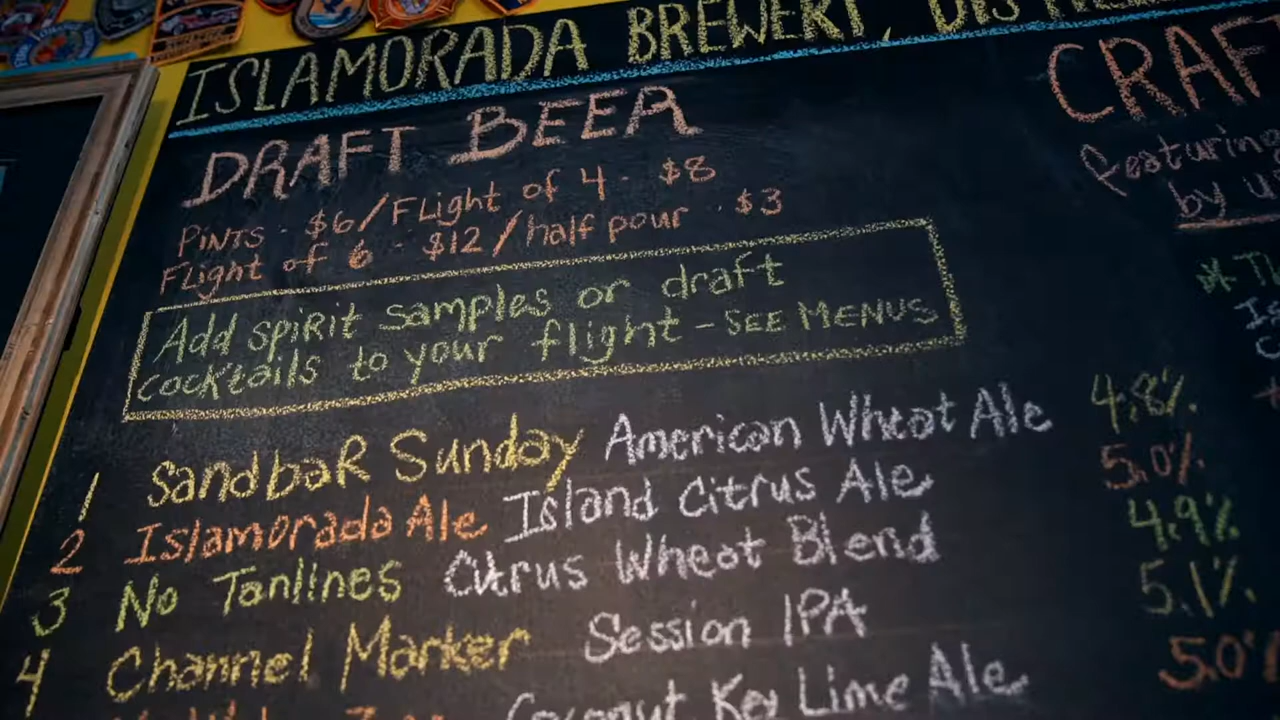 ISLAMORADA BREWERY,
DRAFT BEER
PINTS - $6/FLight of 4 - $8
Flight of 6 - $12/half pour - $3
Add spiRit samples or draft
cocktails to your flight - SEE MENUS
1 SandbaR Sunday American Wheat Ale 4.8%
2 Islamorada Ale Island Citrus Ale 5.0%
3 No Tanlines Citrus Wheat Blend 4.9%
4 Channel Marker Session IPA 5.1%
Coconut Key Lime Ale 5.0%
CRAF
featuring
by us